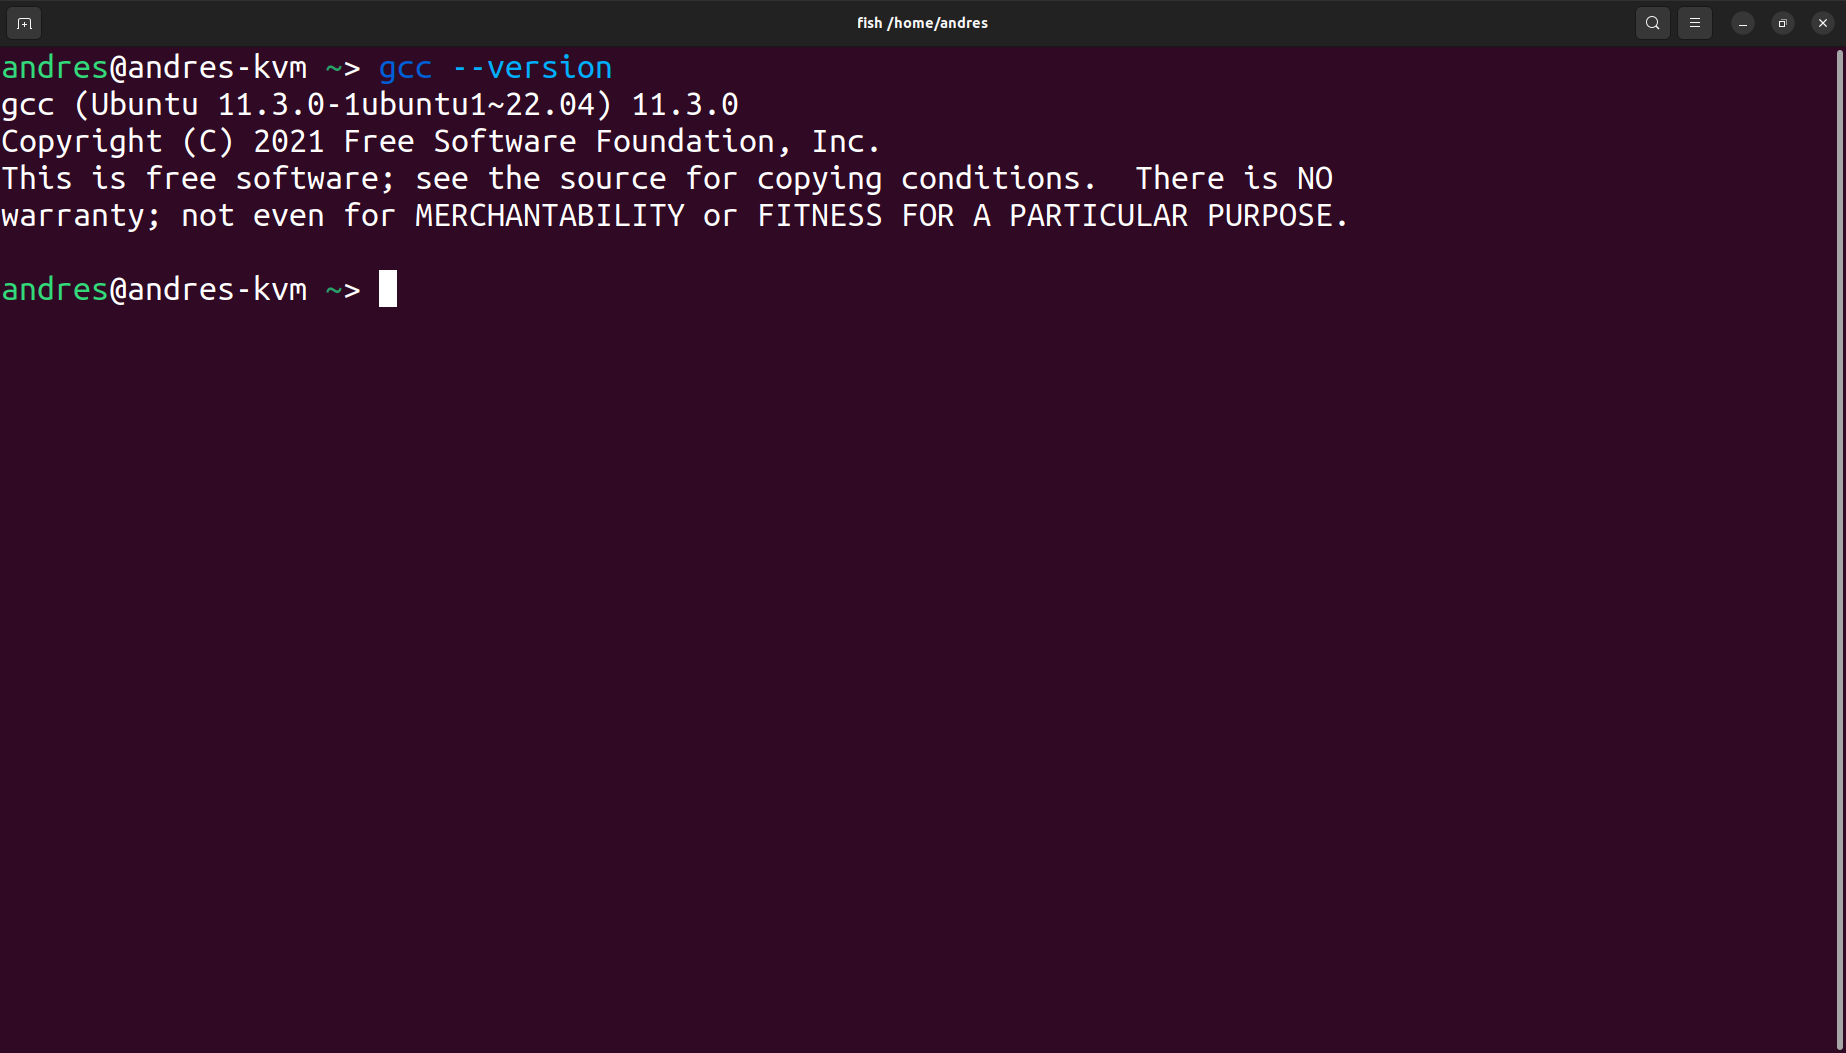 fish /home/andres
andres@andres-kvm ~> gcc --version
gcc (Ubuntu 11.3.0-1ubuntu1~22.04) 11.3.0
Copyright (C) 2021 Free Software Foundation, Inc.
This is free software; see the source for copying conditions.  There is NO
warranty; not even for MERCHANTABILITY or FITNESS FOR A PARTICULAR PURPOSE.
andres@andres-kvm ~>